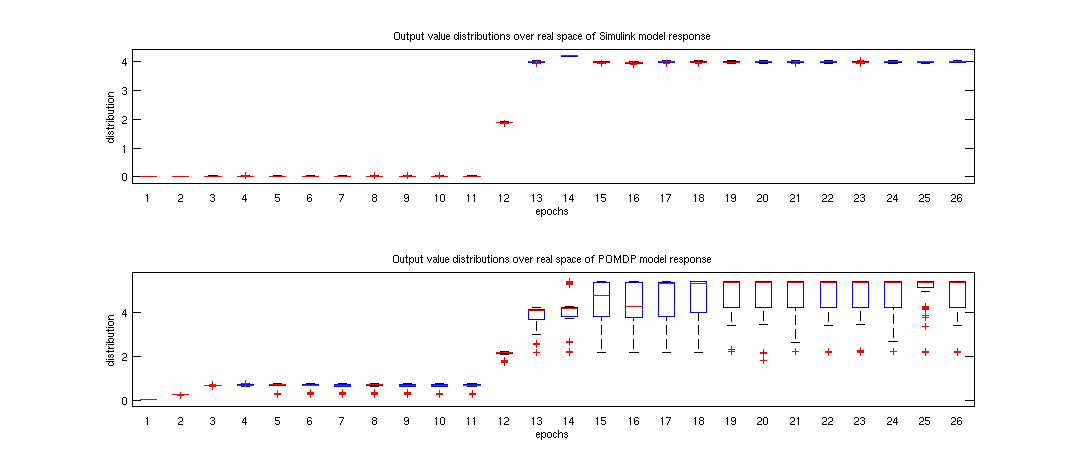 Output value distributions over real space of Simulink model response
4
3
2
1
0
distribution
1 2 3 4 5 6 7 8 9 10 11 12 13 14 15 16 17 18 19 20 21 22 23 24 25 26
epochs
Output value distributions over real space of POMDP model response
4
2
0
distribution
1 2 3 4 5 6 7 8 9 10 11 12 13 14 15 16 17 18 19 20 21 22 23 24 25 26
epochs